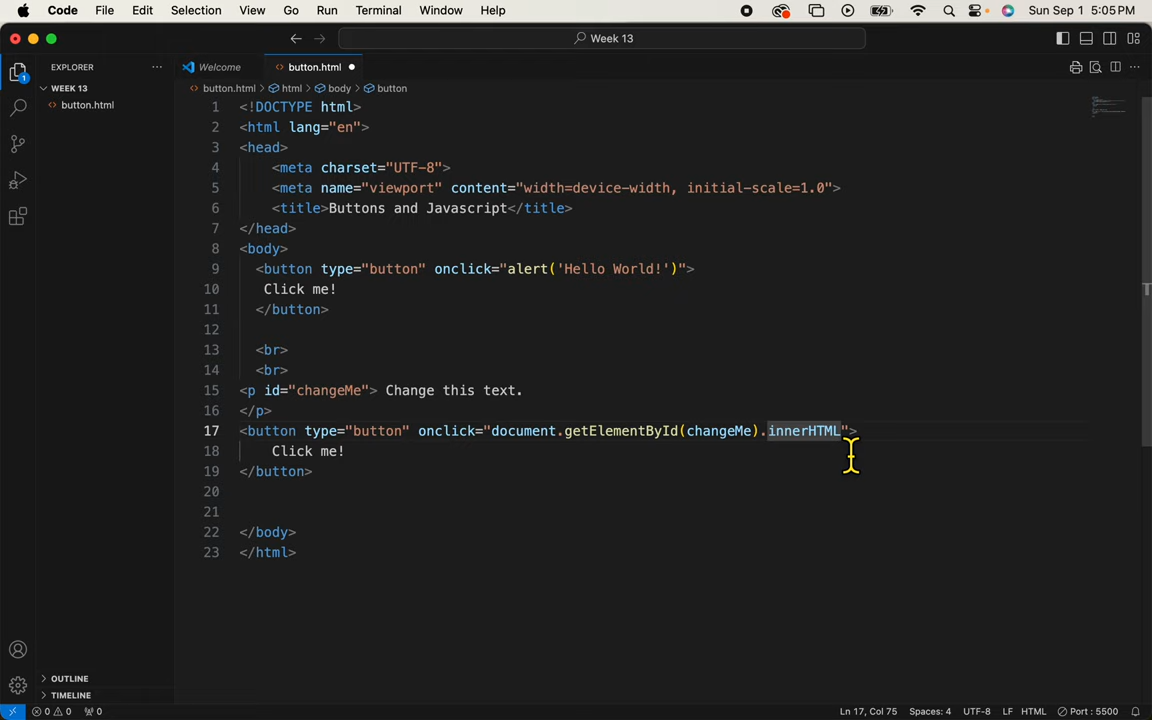 Code File Edit Selection View Go Run Terminal Window Help Sun Sep 1 5:05 PM
Week 13
EXPLORER
Welcome
button.html
WEEK 13
button.html
button.html > html > body > button
1 <!DOCTYPE html>
2 <html lang="en">
3 <head>
4 <meta charset="UTF-8">
5 <meta name="viewport" content="width=device-width, initial-scale=1.0">
6 <title>Buttons and Javascript</title>
7 </head>
8 <body>
9 <button type="button" onclick="alert('Hello World!')">
10 Click me!
11 </button>
12
13 <br>
14 <br>
15 <p id="changeMe"> Change this text.
16 </p>
17 <button type="button" onclick="document.getElementById(changeMe).innerHTML">
18 Click me!
19 </button>
20
21
22 </body>
23 </html>
1
OUTLINE
TIMELINE
0 0 0 Ln 17, Col 75 Spaces: 4 UTF-8 LF HTML Port : 5500